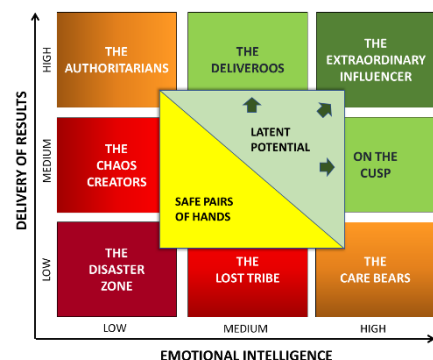 DELIVERY OF RESULTS
HIGH
MEDIUM
LOW
THE
AUTHORITARIANS
THE
DELIVEROOS
THE
EXTRAORDINARY
INFLUENCER
THE
CHAOS
CREATORS
LATENT
POTENTIAL
ON THE
CUSP
SAFE PAIRS
OF HANDS
THE
DISASTER
ZONE
THE
LOST TRIBE
THE
CARE BEARS
LOW
MEDIUM
HIGH
EMOTIONAL INTELLIGENCE